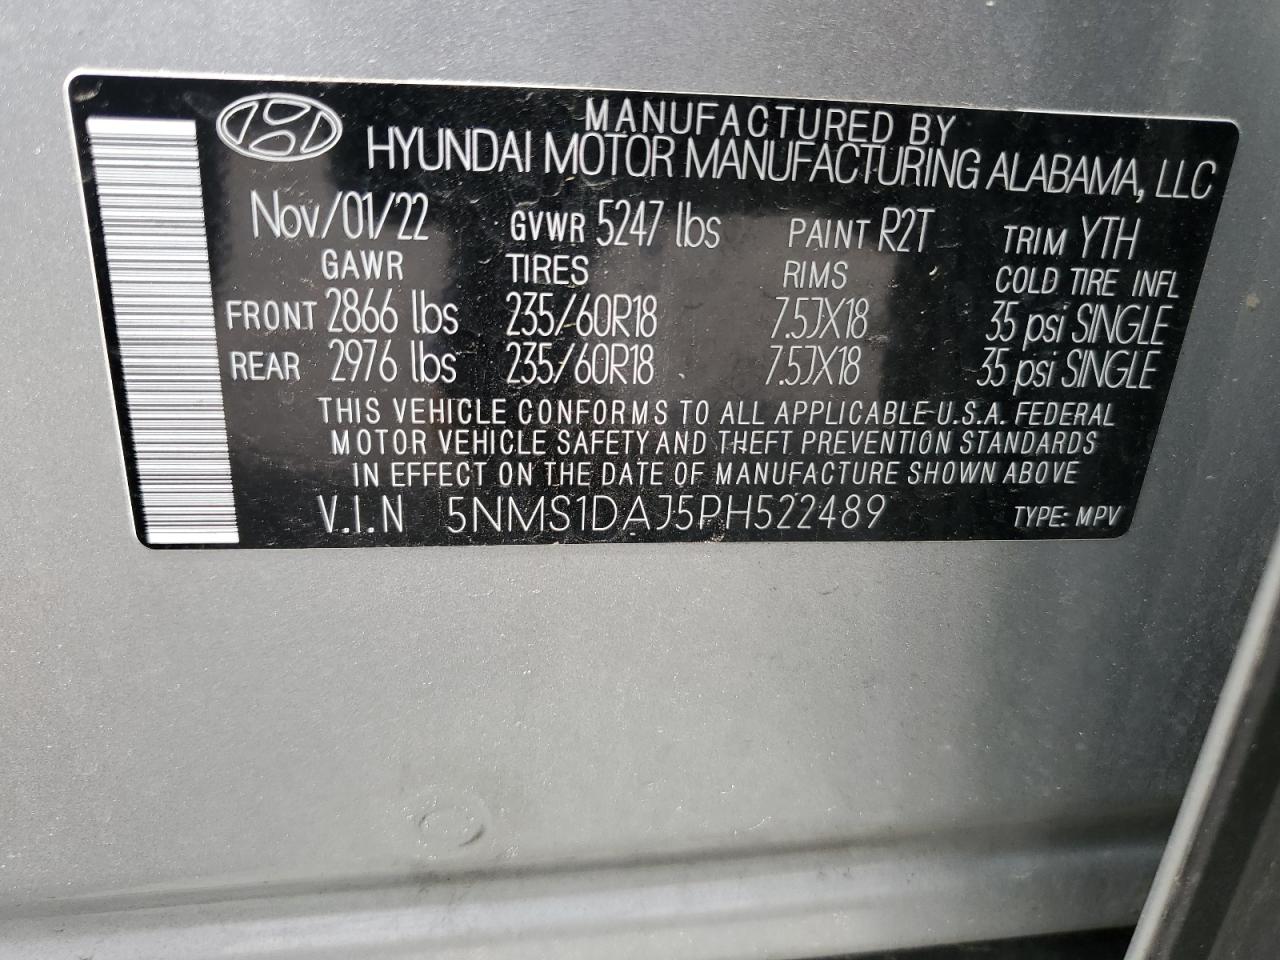 MANUFACTURED BY
HYUNDAI MOTOR MANUFACTURING ALABAMA, LLC
Nov/01/22 GVWR 5247 lbs PAINT R2T TRIM YTH
GAWR TIRES RIMS COLD TIRE INFL
FRONT 2866 lbs 235/60R18 7.5JX18 35 psi SINGLE
REAR 2976 lbs 235/60R18 7.5JX18 35 psi SINGLE
THIS VEHICLE CONFORMS TO ALL APPLICABLE U.S.A. FEDERAL
MOTOR VEHICLE SAFETY AND THEFT PREVENTION STANDARDS
IN EFFECT ON THE DATE OF MANUFACTURE SHOWN ABOVE
V.I.N 5NMS1DAJ5PH522489 TYPE: MPV